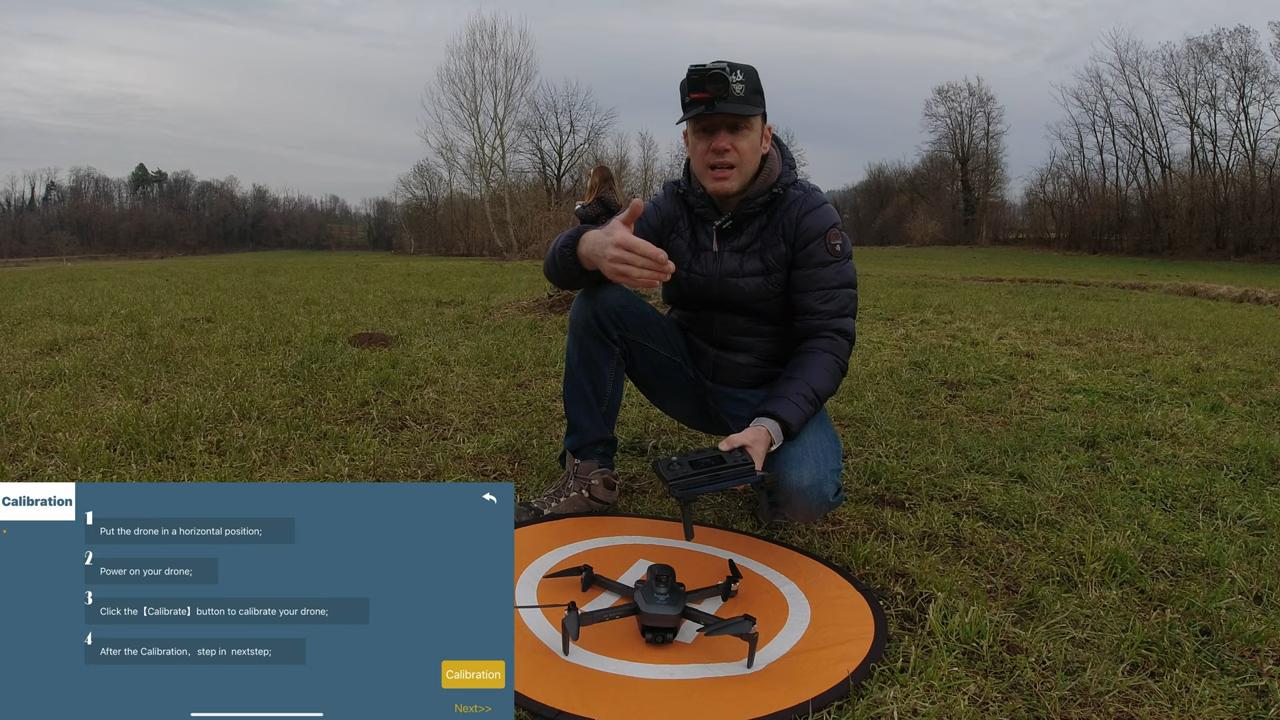 Calibration
1
Put the drone in a horizontal position;
2
Power on your drone;
3
Click the【Calibrate】button to calibrate your drone;
4
After the Calibration，step in nextstep;
Calibration
Next>>